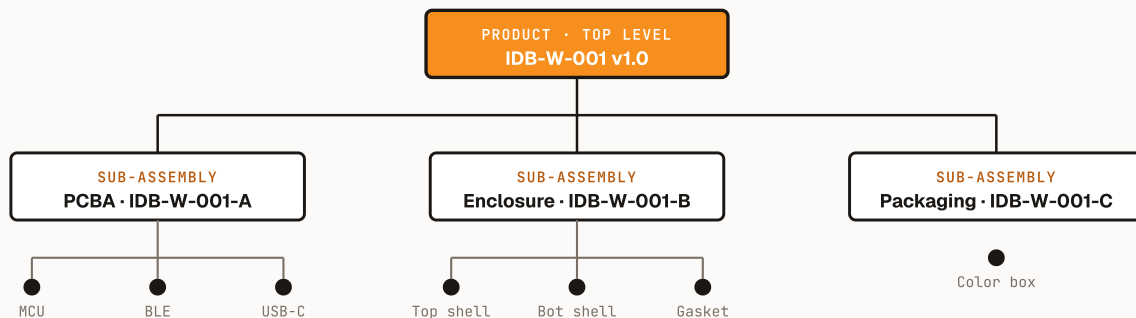 PRODUCT · TOP LEVEL
IDB-W-001 v1.0
SUB-ASSEMBLY
PCBA · IDB-W-001-A
SUB-ASSEMBLY
Enclosure · IDB-W-001-B
SUB-ASSEMBLY
Packaging · IDB-W-001-C
MCU
BLE
USB-C
Top shell
Bot shell
Gasket
Color box